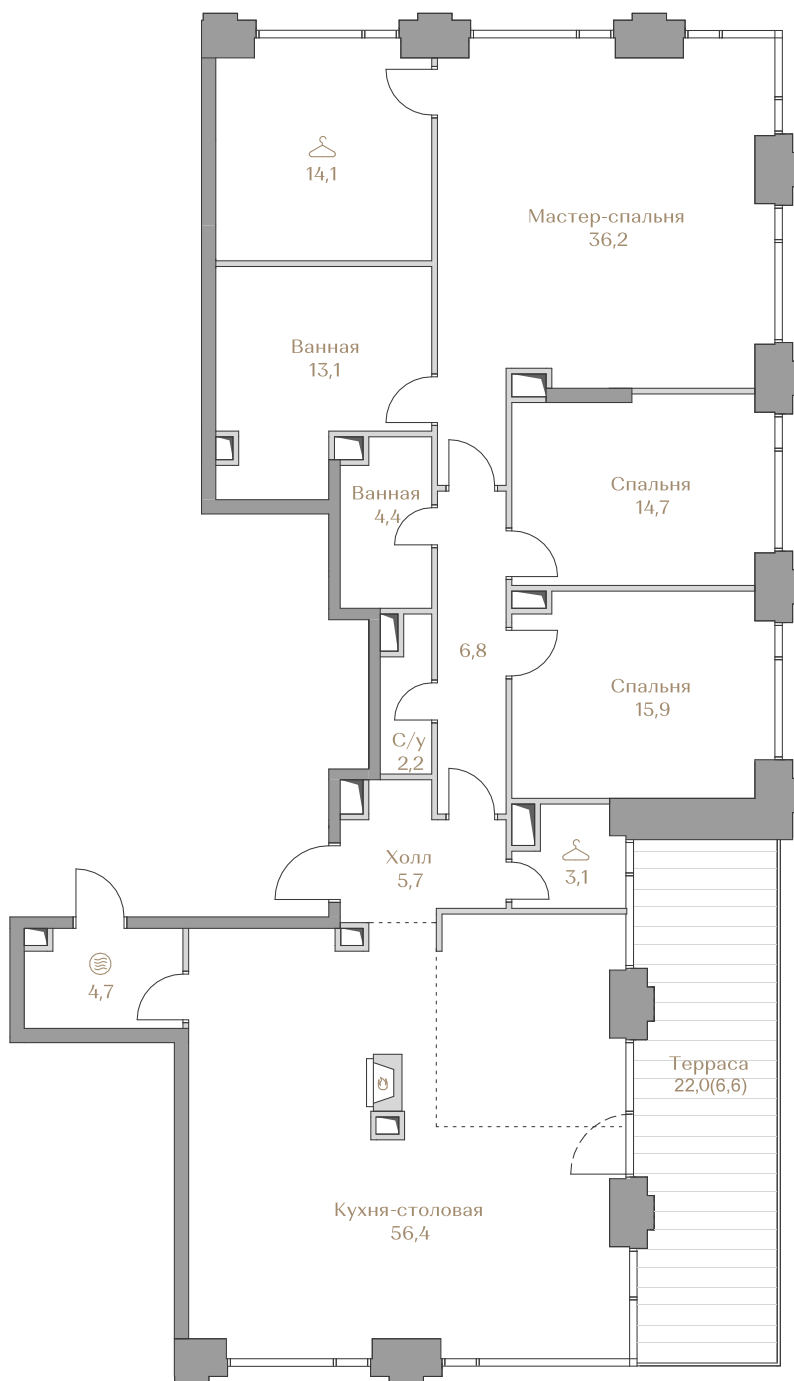 14,1
Мастер-спальня
36,2
Ванная
13,1
Ванная
4,4
Спальня
14,7
6,8
Спальня
15,9
С/у
2,2
Холл
5,7
3,1
4,7
Терраса
22,0(6,6)
Кухня-столовая
56,4